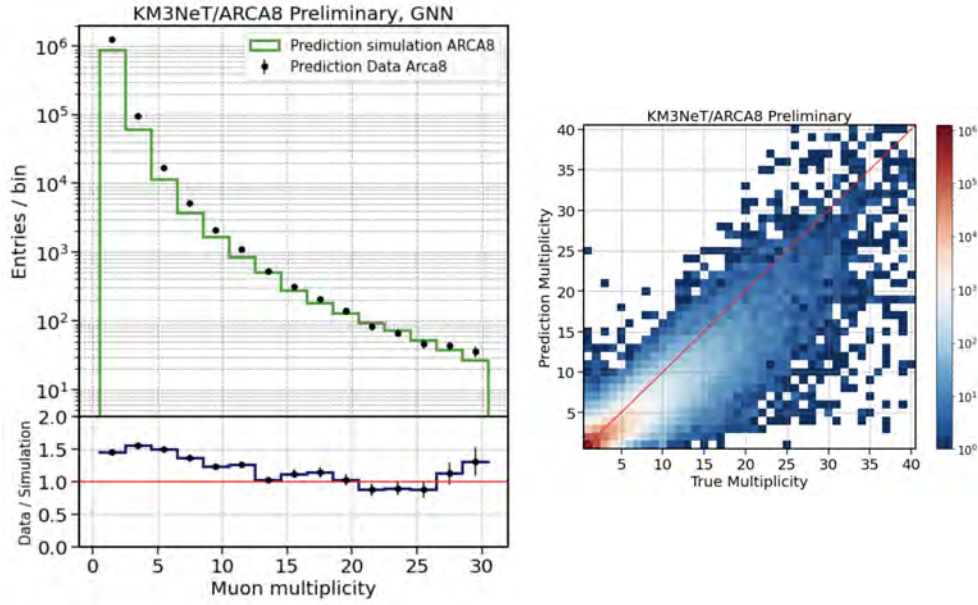 KM3NeT/ARCA8 Preliminary, GNN
Prediction simulation ARCA8
Prediction Data Arca8
Entries / bin
10⁶
10⁵
10⁴
10³
10²
10¹
Data / Simulation
2.0
1.5
1.0
0.5
0.0
0 5 10 15 20 25 30
Muon multiplicity
KM3NeT/ARCA8 Preliminary
Prediction Multiplicity
40
35
30
25
20
15
10
5
5 10 15 20 25 30 35 40
True Multiplicity
10⁶
10⁵
10⁴
10³
10²
10¹
10⁰